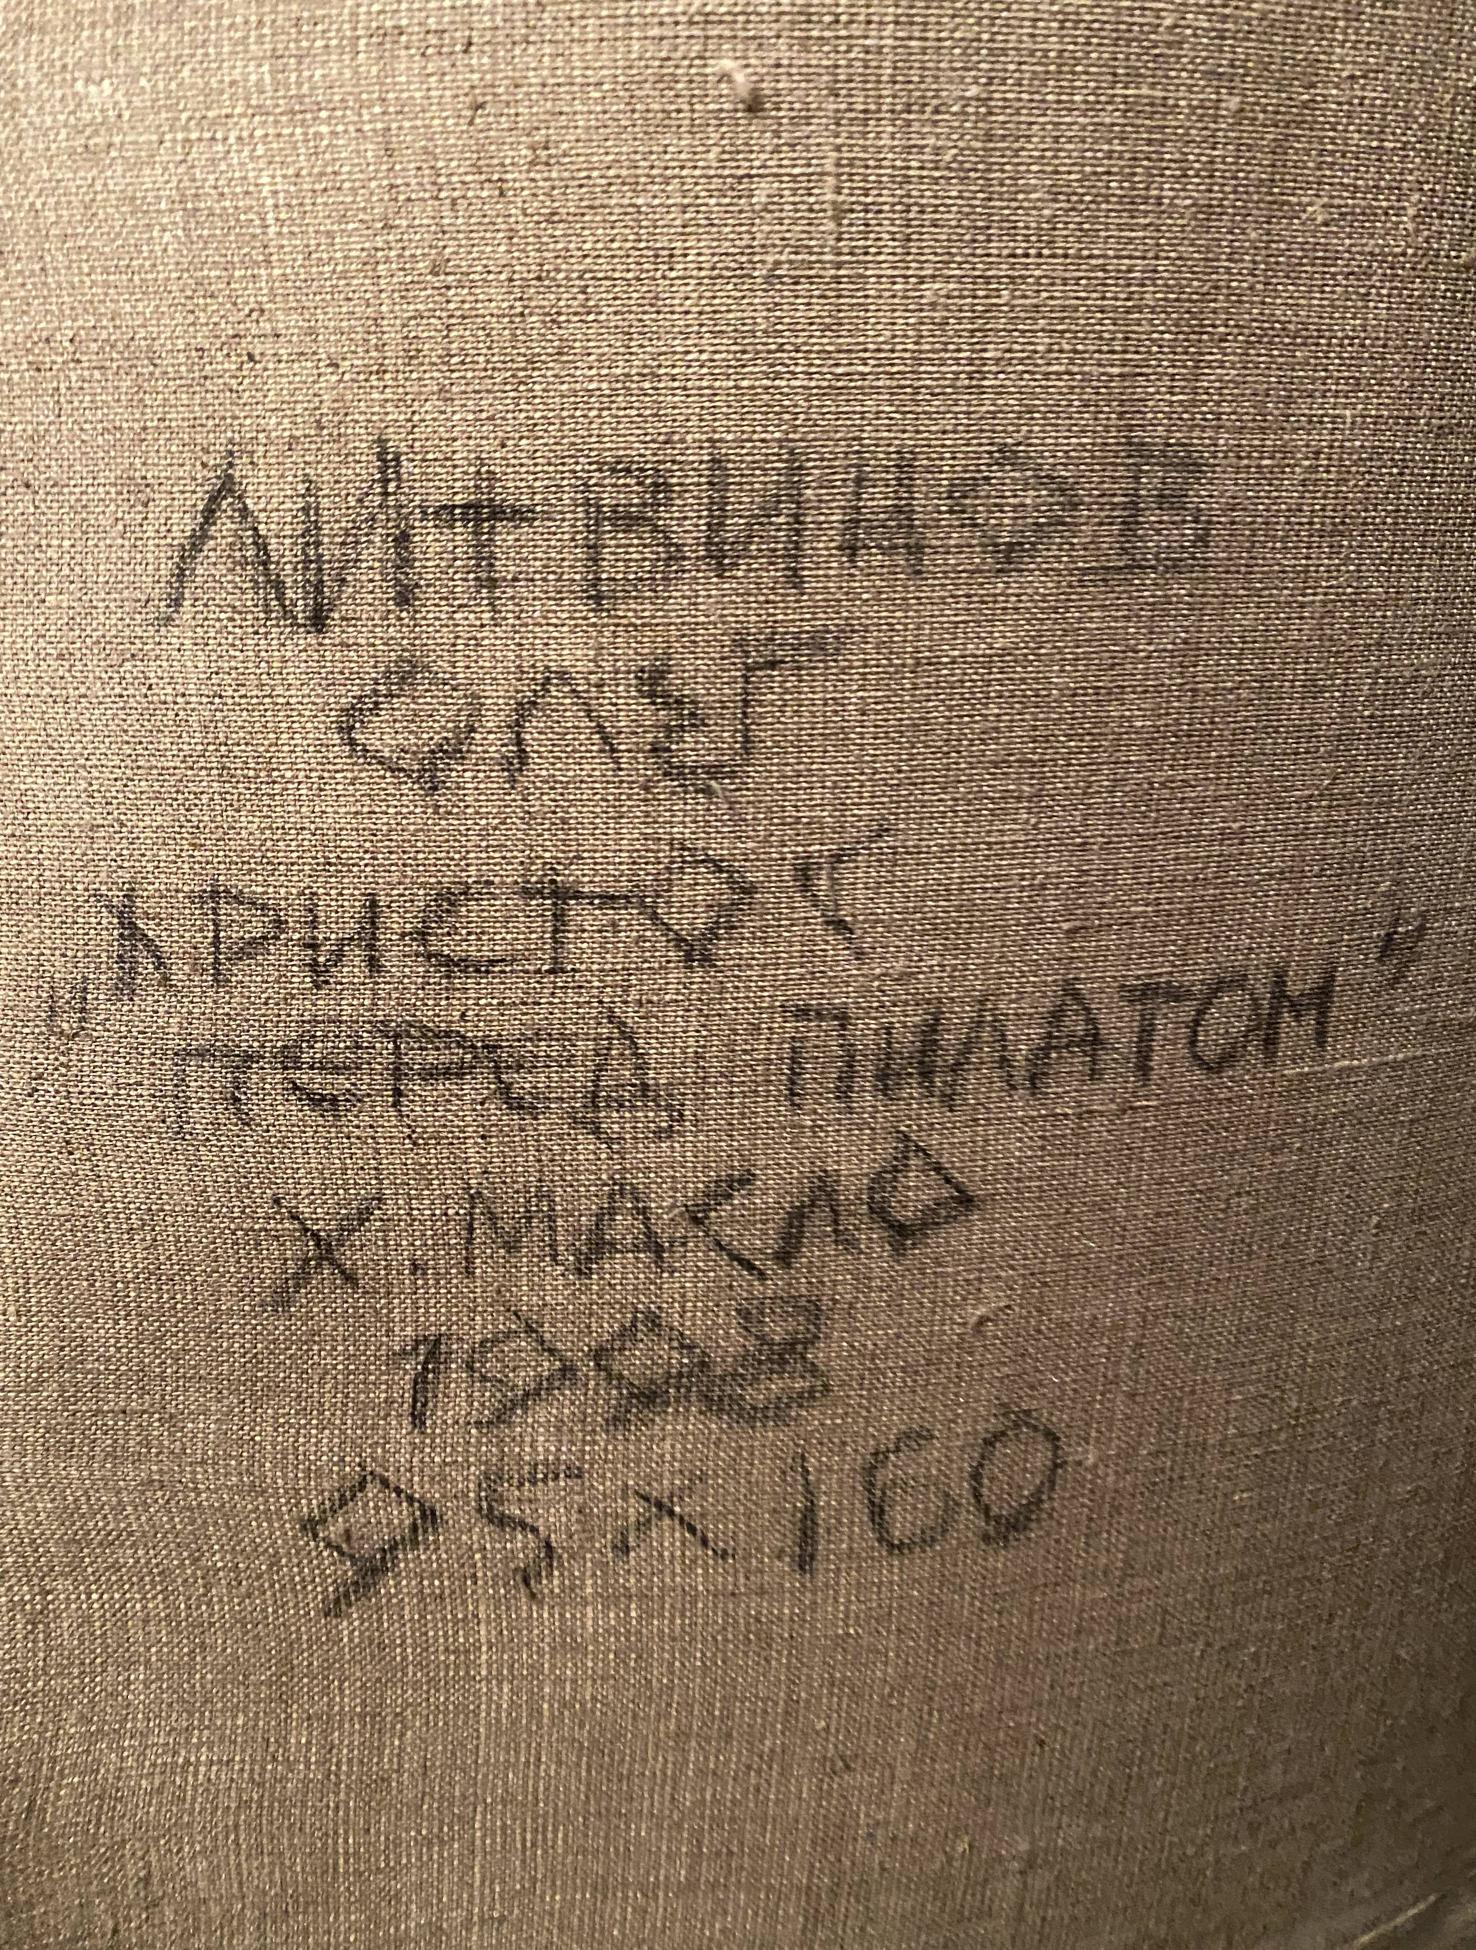 ЛИТВИНОВ
ОЛЕГ
„ХРИСТОС
ПЕРЕД ПИЛАТОМ"
Х. МАСЛО
1998
95 х 160